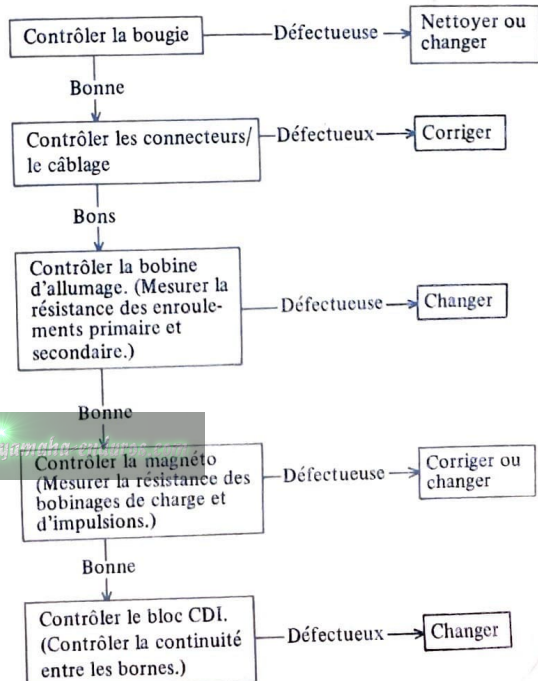 Contrôler la bougie
Défectueuse
Nettoyer ou
changer
Bonne
Contrôler les connecteurs/
le câblage
Défectueux
Corriger
Bons
Contrôler la bobine
d'allumage. (Mesurer la
résistance des enroule-
ments primaire et
secondaire.)
Défectueuse
Changer
Bonne
yamaha-enduros.com
Contrôler la magnéto
(Mesurer la résistance des
bobinages de charge et
d'impulsions.)
Défectueuse
Corriger ou
changer
Bonne
Contrôler le bloc CDI.
(Contrôler la continuité
entre les bornes.)
Défectueux
Changer